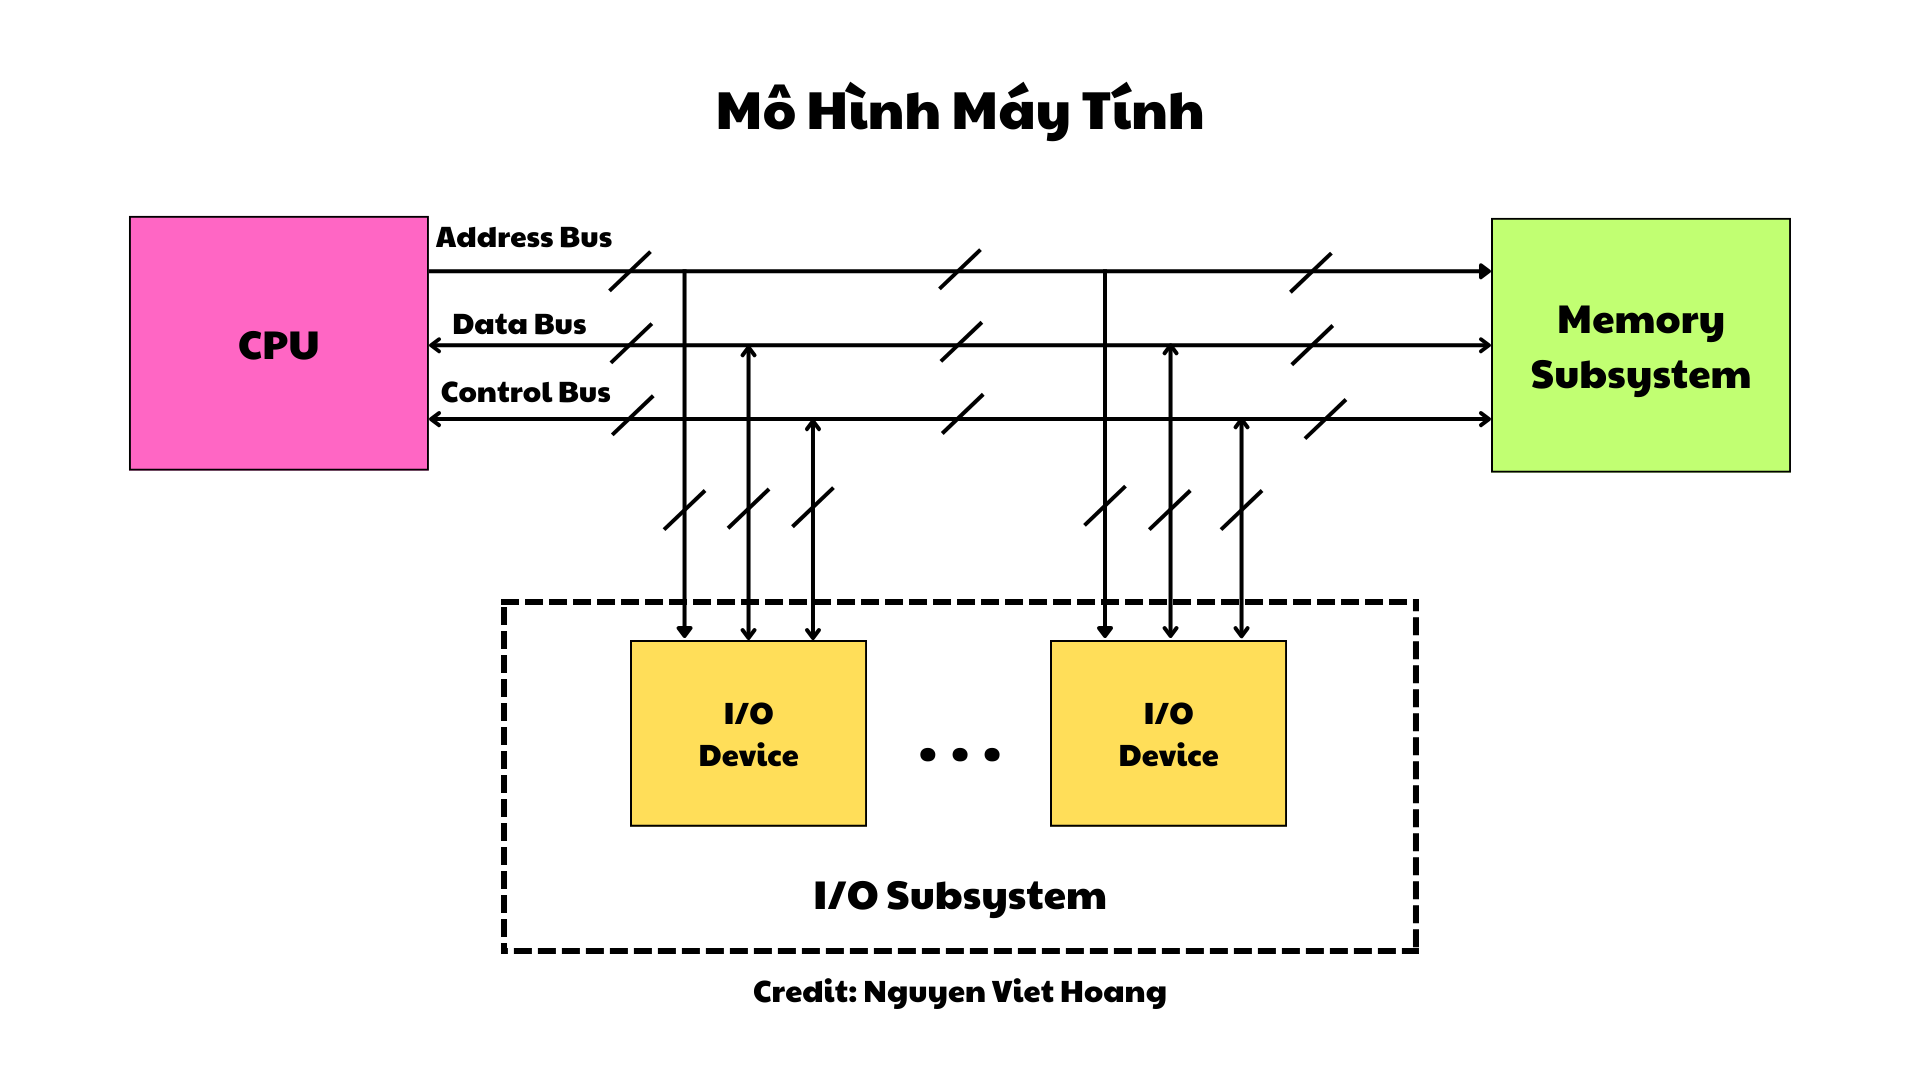 Mô Hình Máy Tính
Address Bus
Data Bus
Control Bus
CPU
Memory
Subsystem
I/O
Device
I/O
Device
I/O Subsystem
Credit: Nguyen Viet Hoang